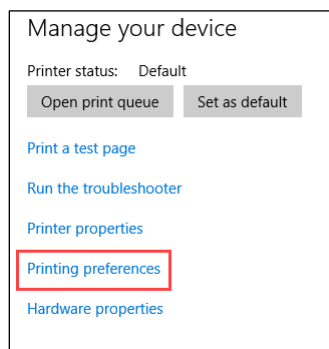 Manage your device
Printer status: Default
Open print queue Set as default
Print a test page
Run the troubleshooter
Printer properties
Printing preferences
Hardware properties